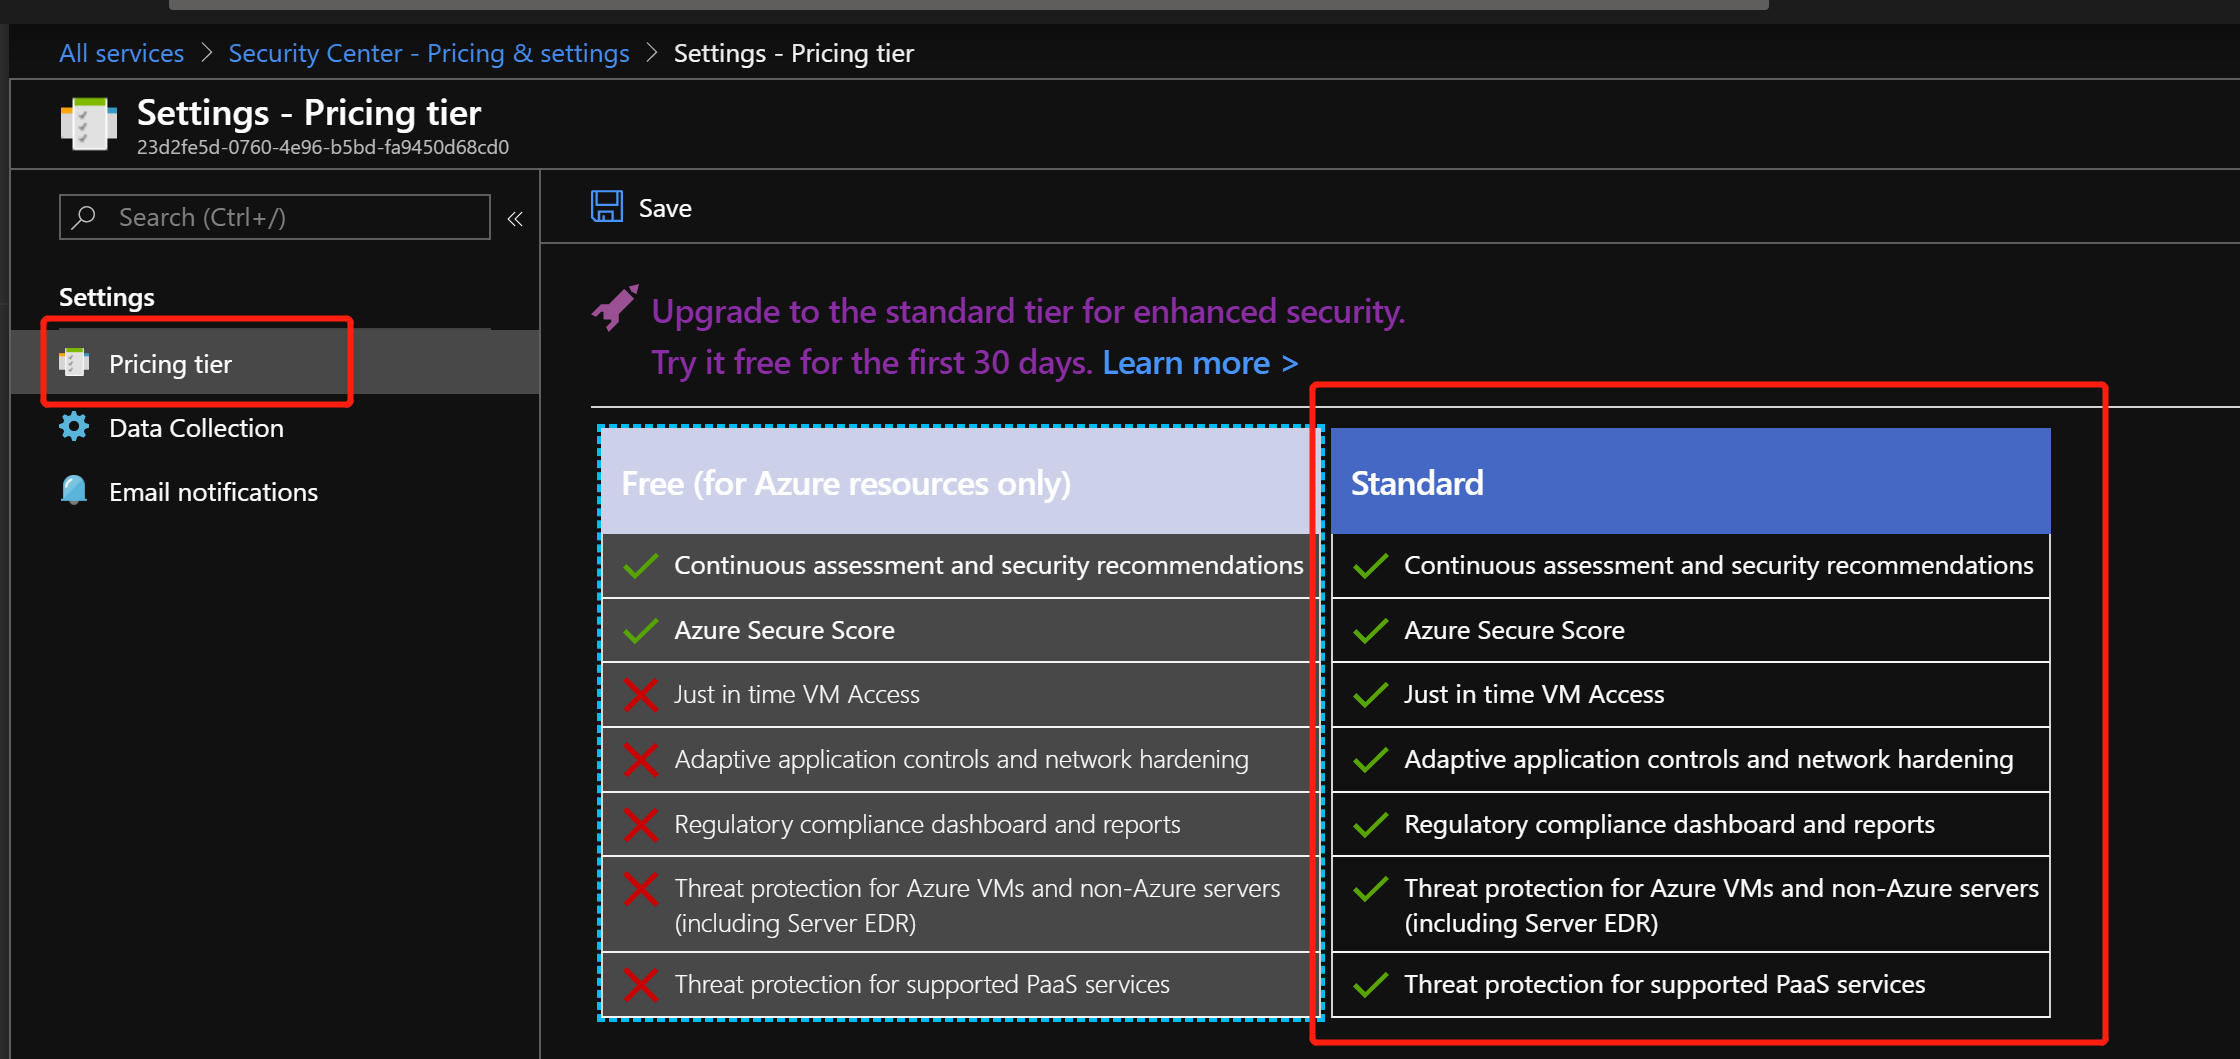 All services > Security Center - Pricing & settings > Settings - Pricing tier
Settings - Pricing tier
23d2fe5d-0760-4e96-b5bd-fa9450d68cd0
Search (Ctrl+/)
«
Settings
Pricing tier
Data Collection
Email notifications
Save
Upgrade to the standard tier for enhanced security.
Try it free for the first 30 days. Learn more >
Free (for Azure resources only)
Continuous assessment and security recommendations
Azure Secure Score
Just in time VM Access
Adaptive application controls and network hardening
Regulatory compliance dashboard and reports
Threat protection for Azure VMs and non-Azure servers
(including Server EDR)
Threat protection for supported PaaS services
Standard
Continuous assessment and security recommendations
Azure Secure Score
Just in time VM Access
Adaptive application controls and network hardening
Regulatory compliance dashboard and reports
Threat protection for Azure VMs and non-Azure servers
(including Server EDR)
Threat protection for supported PaaS services